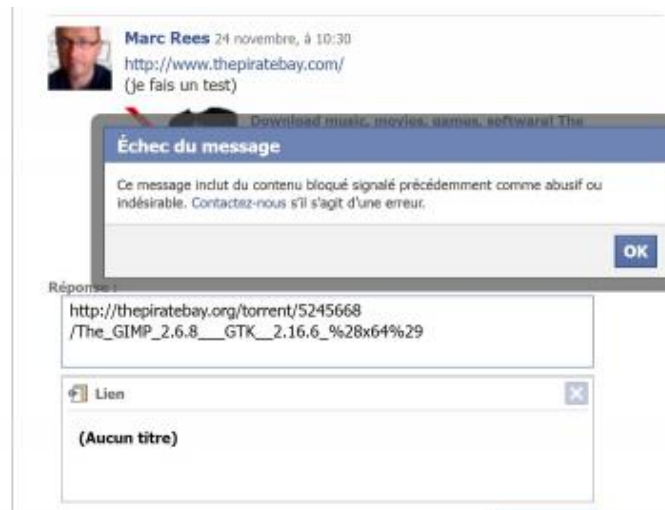 Marc Rees 24 novembre, à 10:30
http://www.thepiratebay.com/
(je fais un test)
Download music, movies, games, software! The
Échec du message
Ce message inclut du contenu bloqué signalé précédemment comme abusif ou
indésirable. Contactez-nous s'il s'agit d'une erreur.
OK
Réponse :
http://thepiratebay.org/torrent/5245668
/The_GIMP_2.6.8___GTK__2.16.6_%28x64%29
Lien
(Aucun titre)